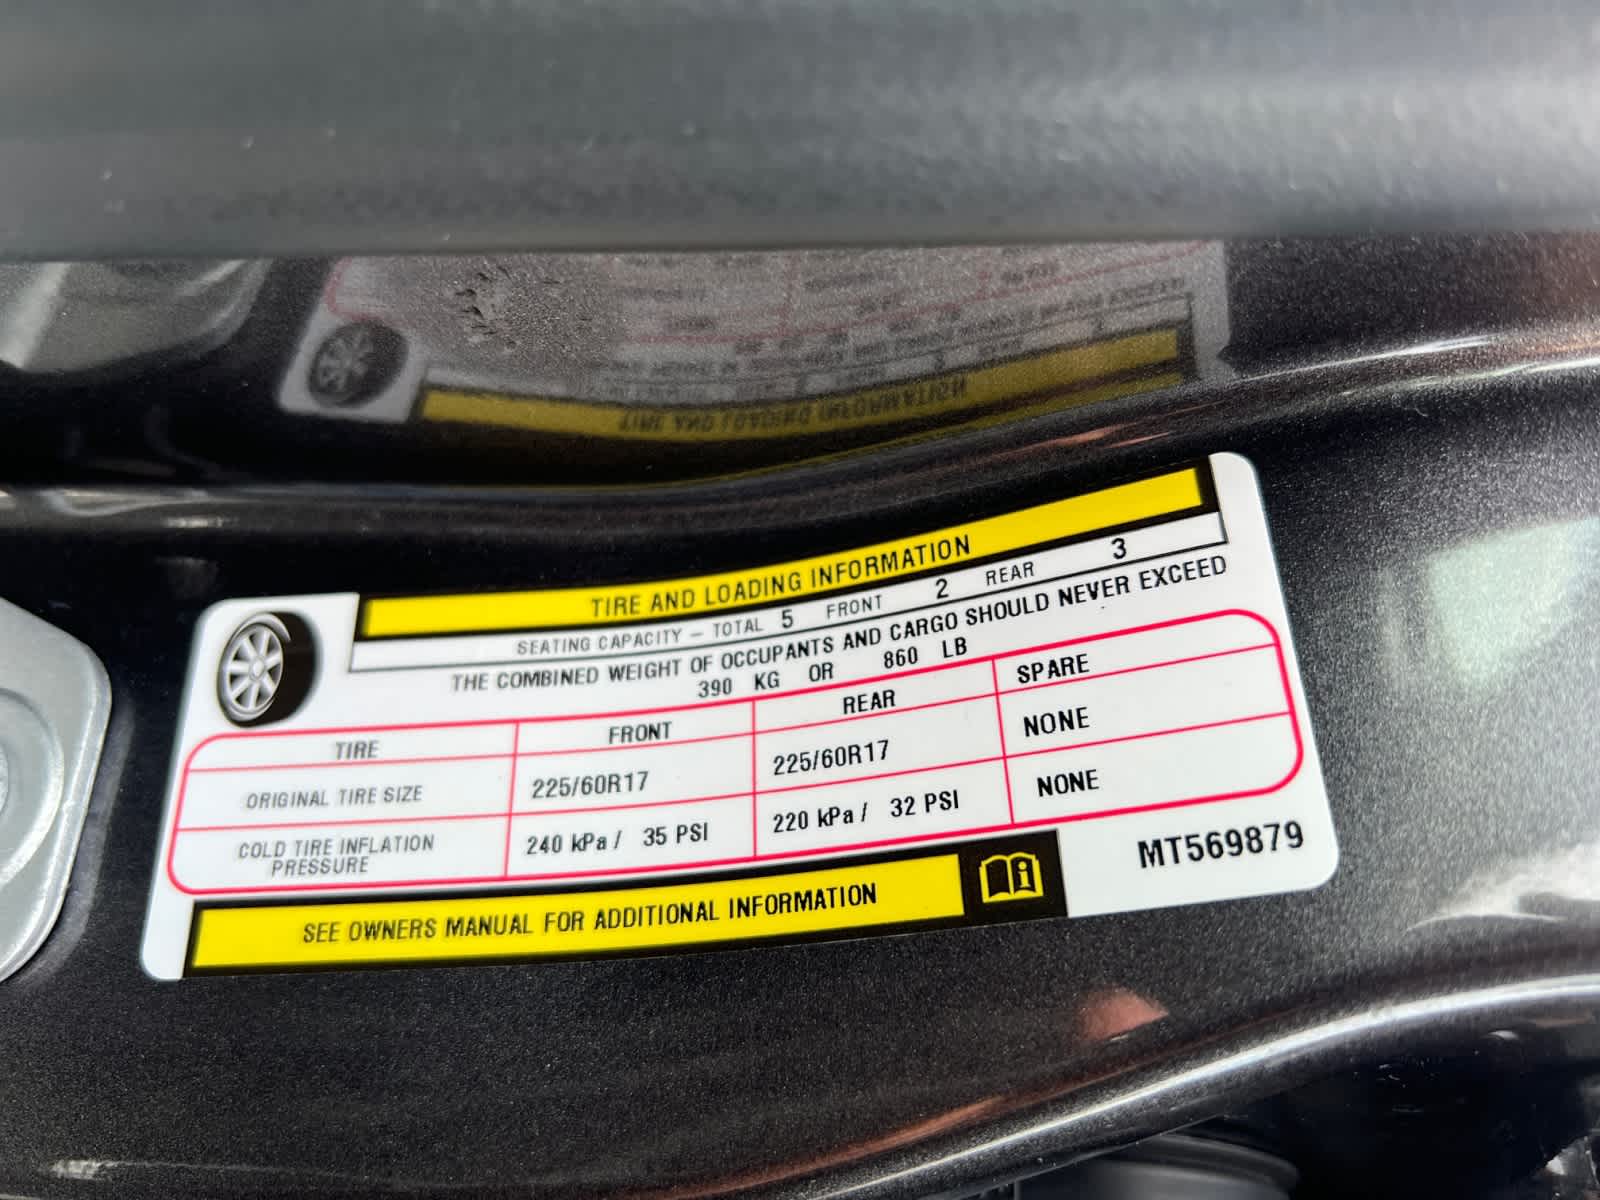 TIRE AND LOADING INFORMATION
SEATING CAPACITY – TOTAL 5 FRONT 2 REAR 3
THE COMBINED WEIGHT OF OCCUPANTS AND CARGO SHOULD NEVER EXCEED
390 KG OR 860 LB
TIRE FRONT REAR SPARE
ORIGINAL TIRE SIZE 225/60R17 225/60R17 NONE
COLD TIRE INFLATION PRESSURE 240 kPa / 35 PSI 220 kPa / 32 PSI NONE
SEE OWNERS MANUAL FOR ADDITIONAL INFORMATION
MT569879